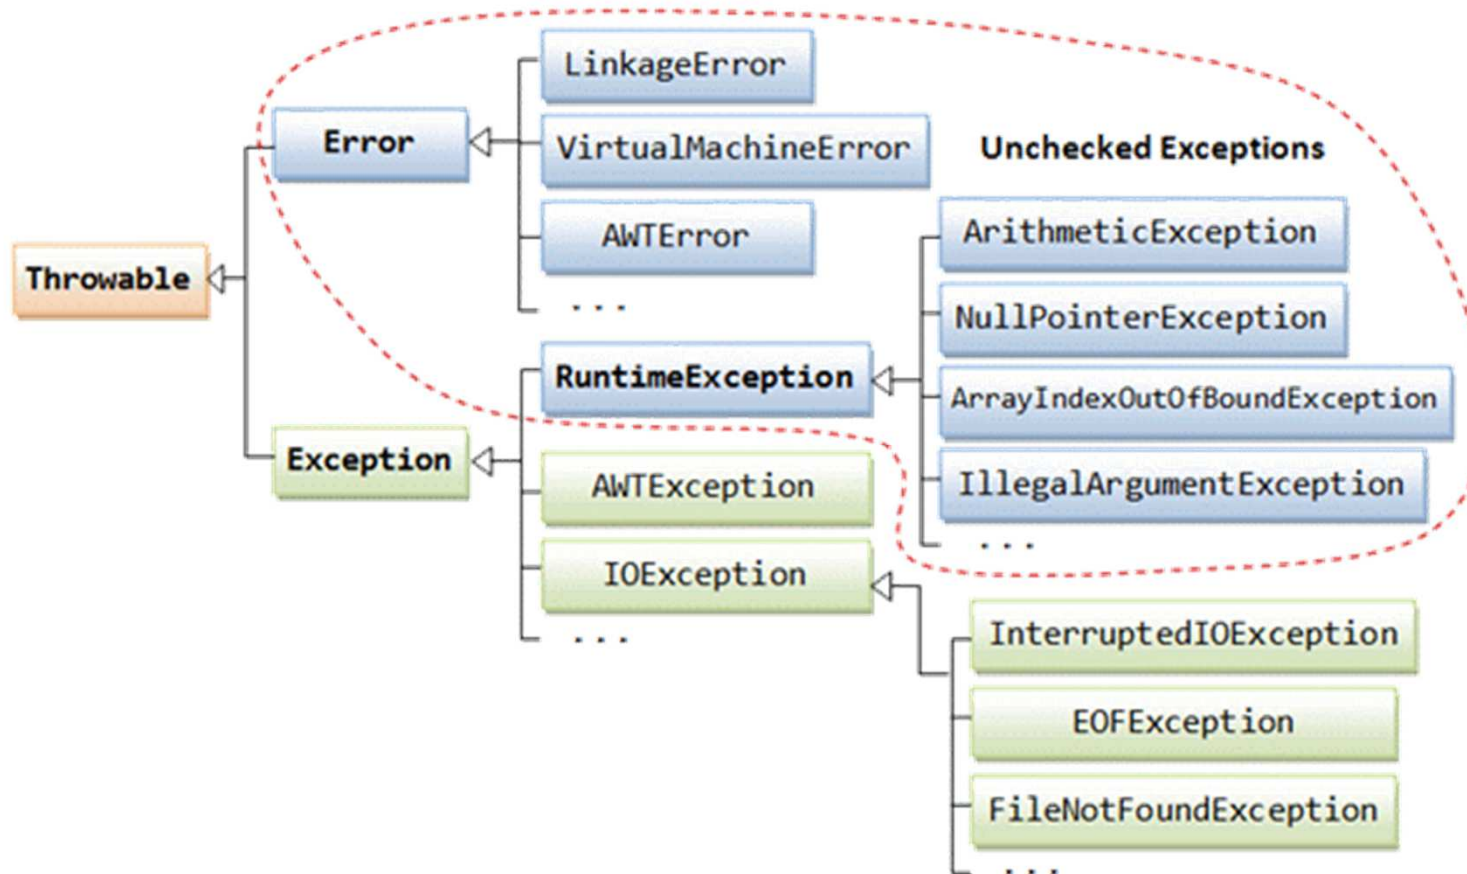 LinkageError
Error
VirtualMachineError
Unchecked Exceptions
AWTError
ArithmeticException
Throwable
...
NullPointerException
RuntimeException
ArrayIndexOutOfBoundException
Exception
AWTException
IllegalArgumentException
...
IOException
...
InterruptedIOException
EOFException
FileNotFoundException
...